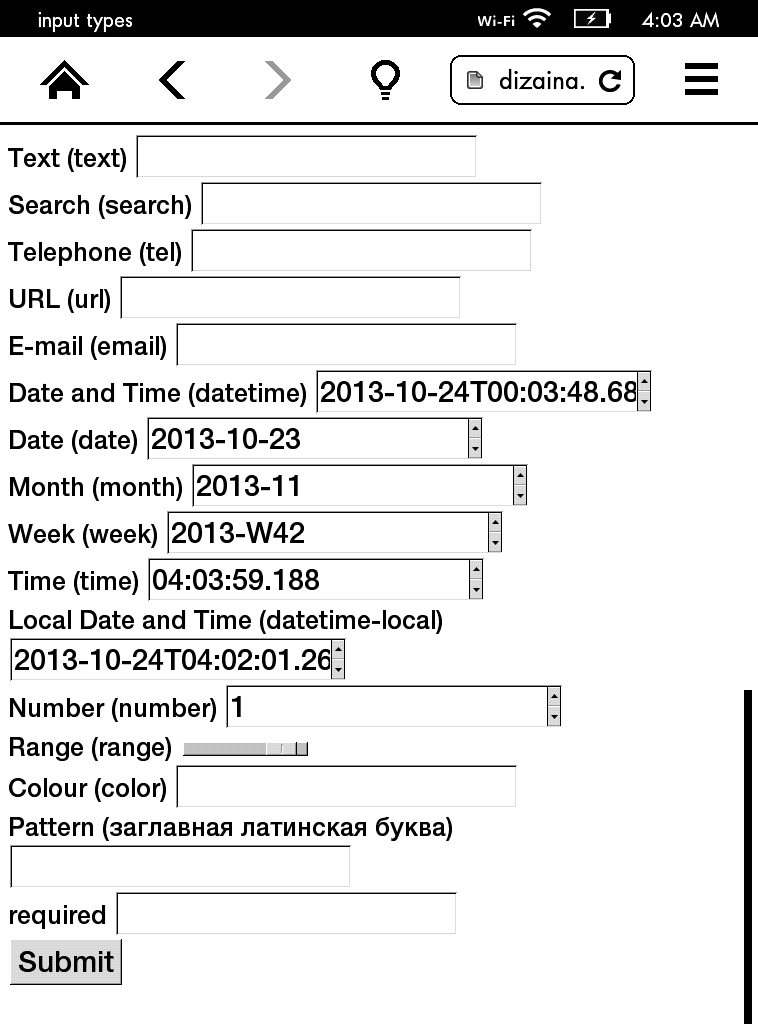 input types Wi-Fi 4:03 AM
dizaina.
Text (text)
Search (search)
Telephone (tel)
URL (url)
E-mail (email)
Date and Time (datetime) 2013-10-24T00:03:48.68
Date (date) 2013-10-23
Month (month) 2013-11
Week (week) 2013-W42
Time (time) 04:03:59.188
Local Date and Time (datetime-local)
2013-10-24T04:02:01.26
Number (number) 1
Range (range)
Colour (color)
Pattern (заглавная латинская буква)
required
Submit